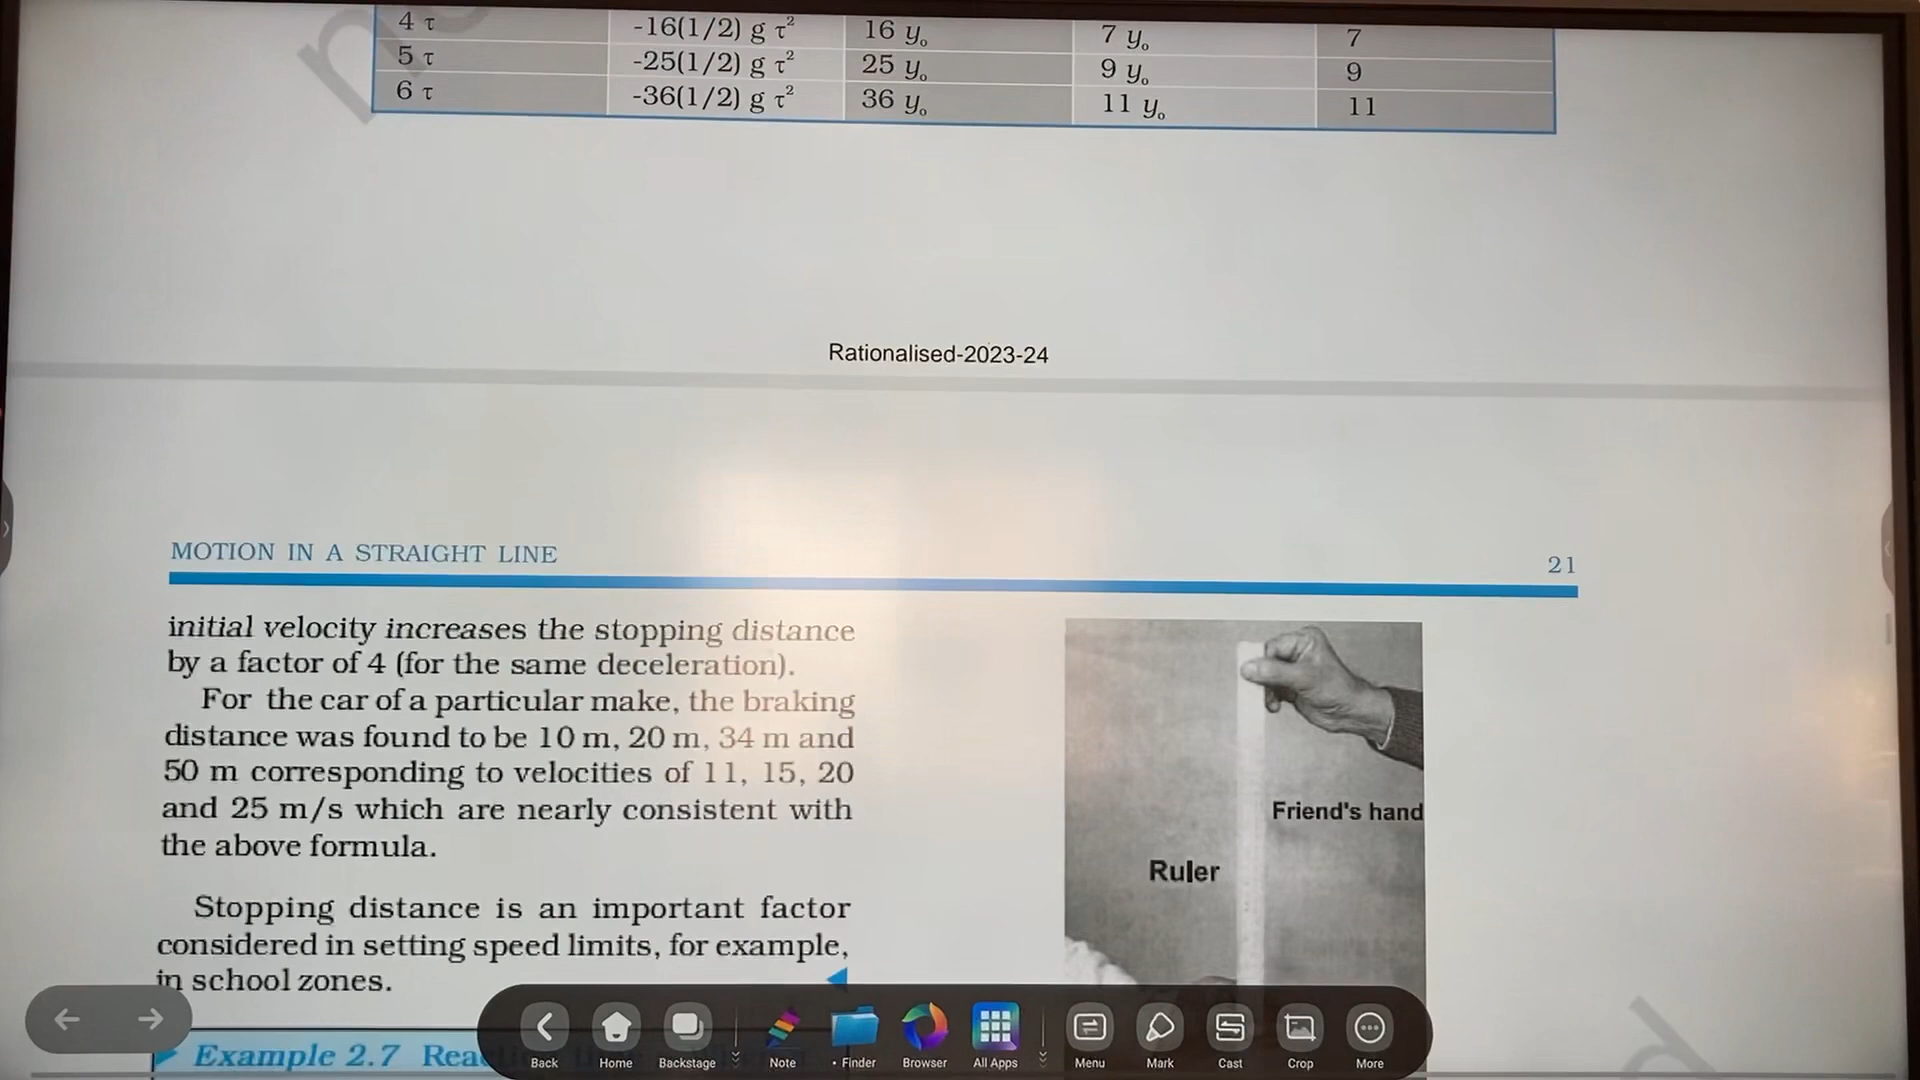 4 τ -16(1/2) g τ² 16 y₀ 7 y₀ 7
5 τ -25(1/2) g τ² 25 y₀ 9 y₀ 9
6 τ -36(1/2) g τ² 36 y₀ 11 y₀ 11
Rationalised-2023-24
MOTION IN A STRAIGHT LINE 21
initial velocity increases the stopping distance
by a factor of 4 (for the same deceleration).
For the car of a particular make, the braking
distance was found to be 10 m, 20 m, 34 m and
50 m corresponding to velocities of 11, 15, 20
and 25 m/s which are nearly consistent with
the above formula.
Stopping distance is an important factor
considered in setting speed limits, for example,
in school zones.
Friend's hand
Ruler
Example 2.7
Back Home Backstage Note • Finder Browser All Apps Menu Mark Cast Crop More